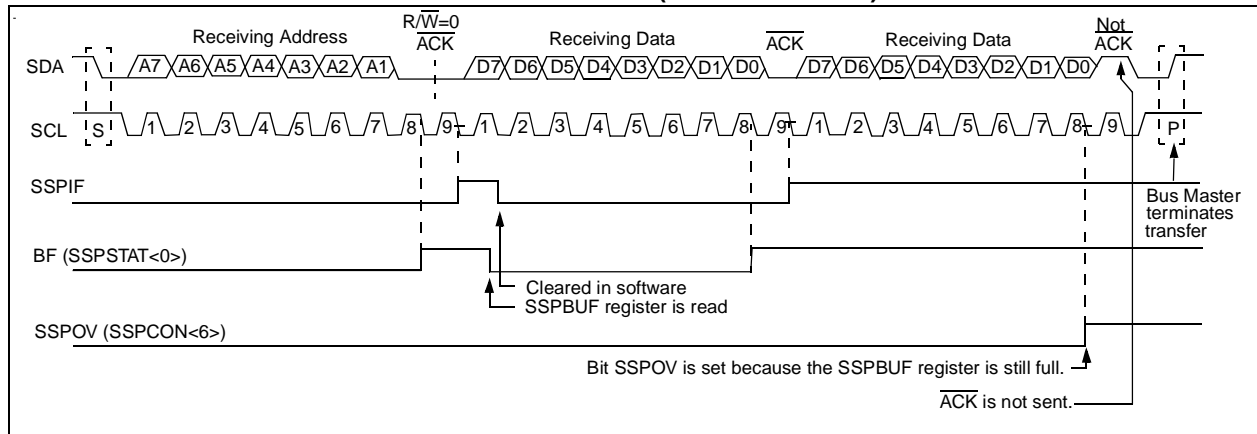 R/W=0
ACK
Receiving Address
Receiving Data
ACK
Receiving Data
Not
ACK
SDA
A7 A6 A5 A4 A3 A2 A1
D7 D6 D5 D4 D3 D2 D1 D0
D7 D6 D5 D4 D3 D2 D1 D0
SCL
S
1 2 3 4 5 6 7 8 9
1 2 3 4 5 6 7 8 9
1 2 3 4 5 6 7 8 9
P
SSPIF
Bus Master
terminates
transfer
BF (SSPSTAT<0>)
Cleared in software
SSPBUF register is read
SSPOV (SSPCON<6>)
Bit SSPOV is set because the SSPBUF register is still full.
ACK is not sent.